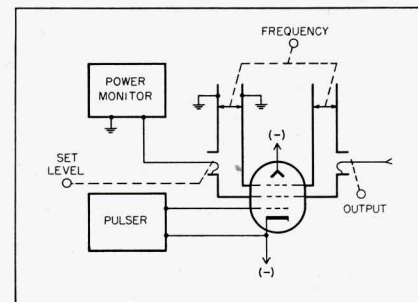 FREQUENCY
POWER
MONITOR
(-)
SET
LEVEL
OUTPUT
PULSER
(-)